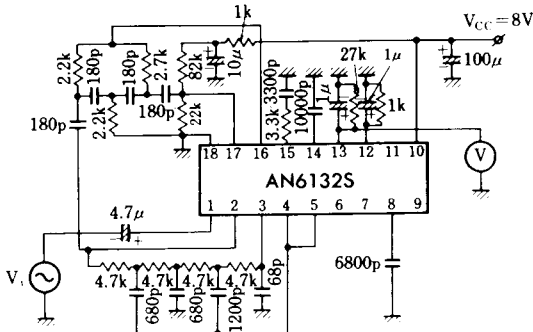 1k
V_CC = 8V
2.2k
180p
180p
2.7k
82k
10μ
+
27k
1μ
+
100μ
180p
2.2k
180p
22k
3.3k
3300p
10000p
1μ
+
+
1k
V
18 17 16 15 14 13 12 11 10
AN6132S
1 2 3 4 5 6 7 8 9
4.7μ
+
V
4.7k
4.7k
4.7k
4.7k
680p
680p
1200p
68p
6800p